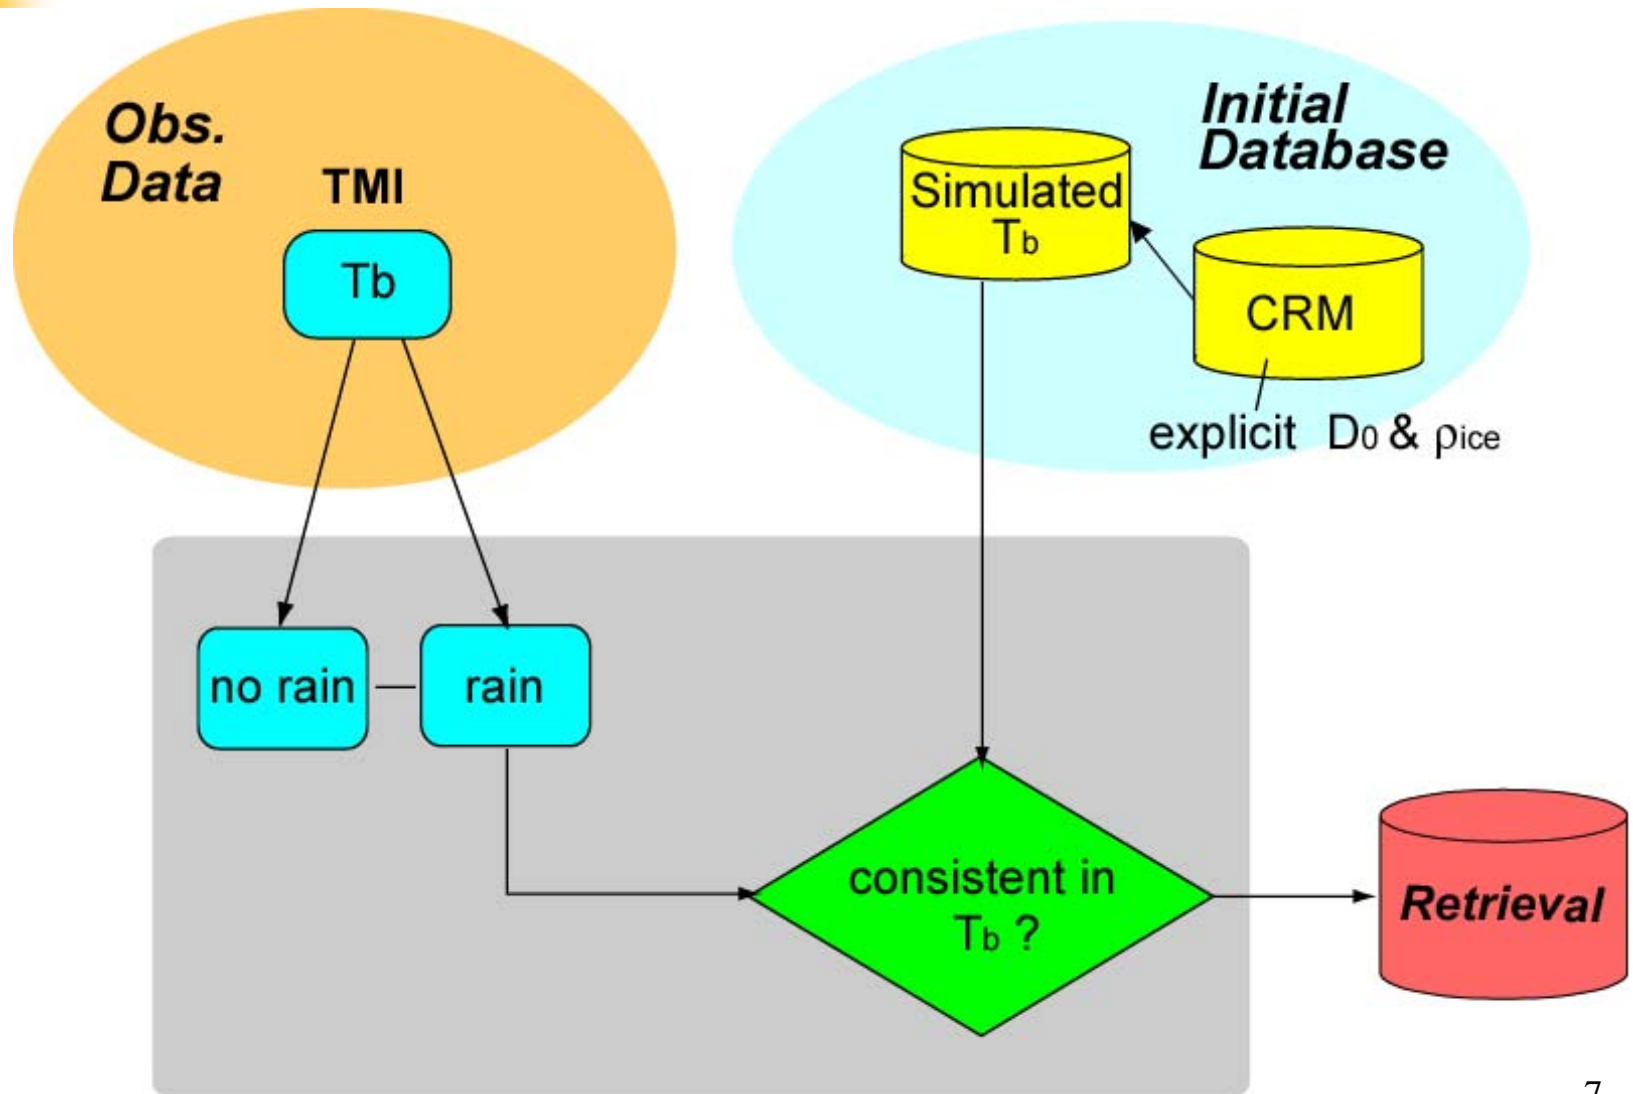 Obs.
Data
TMI
Tb
Initial
Database
Simulated
Tb
CRM
explicit D0 & ρice
no rain
rain
consistent in
Tb ?
Retrieval
7